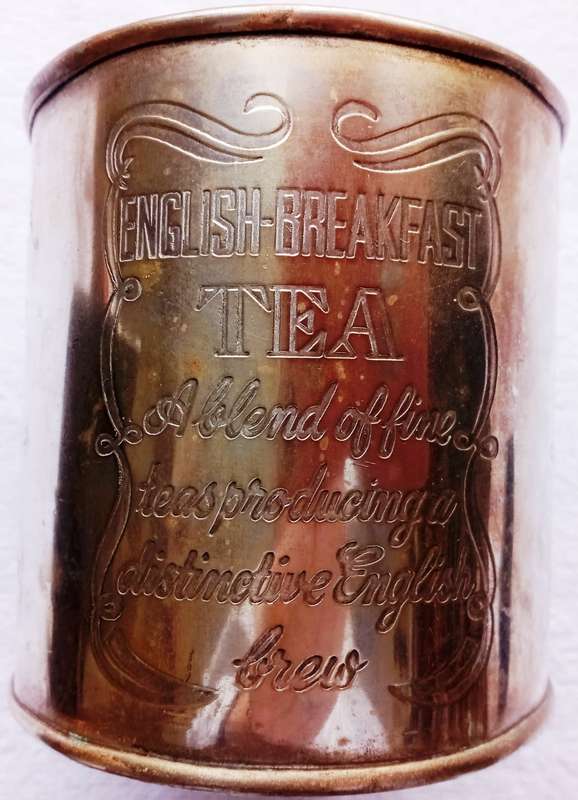 ENGLISH-BREAKFAST
TEA
A blend of fine
teas producing a
distinctive English
brew